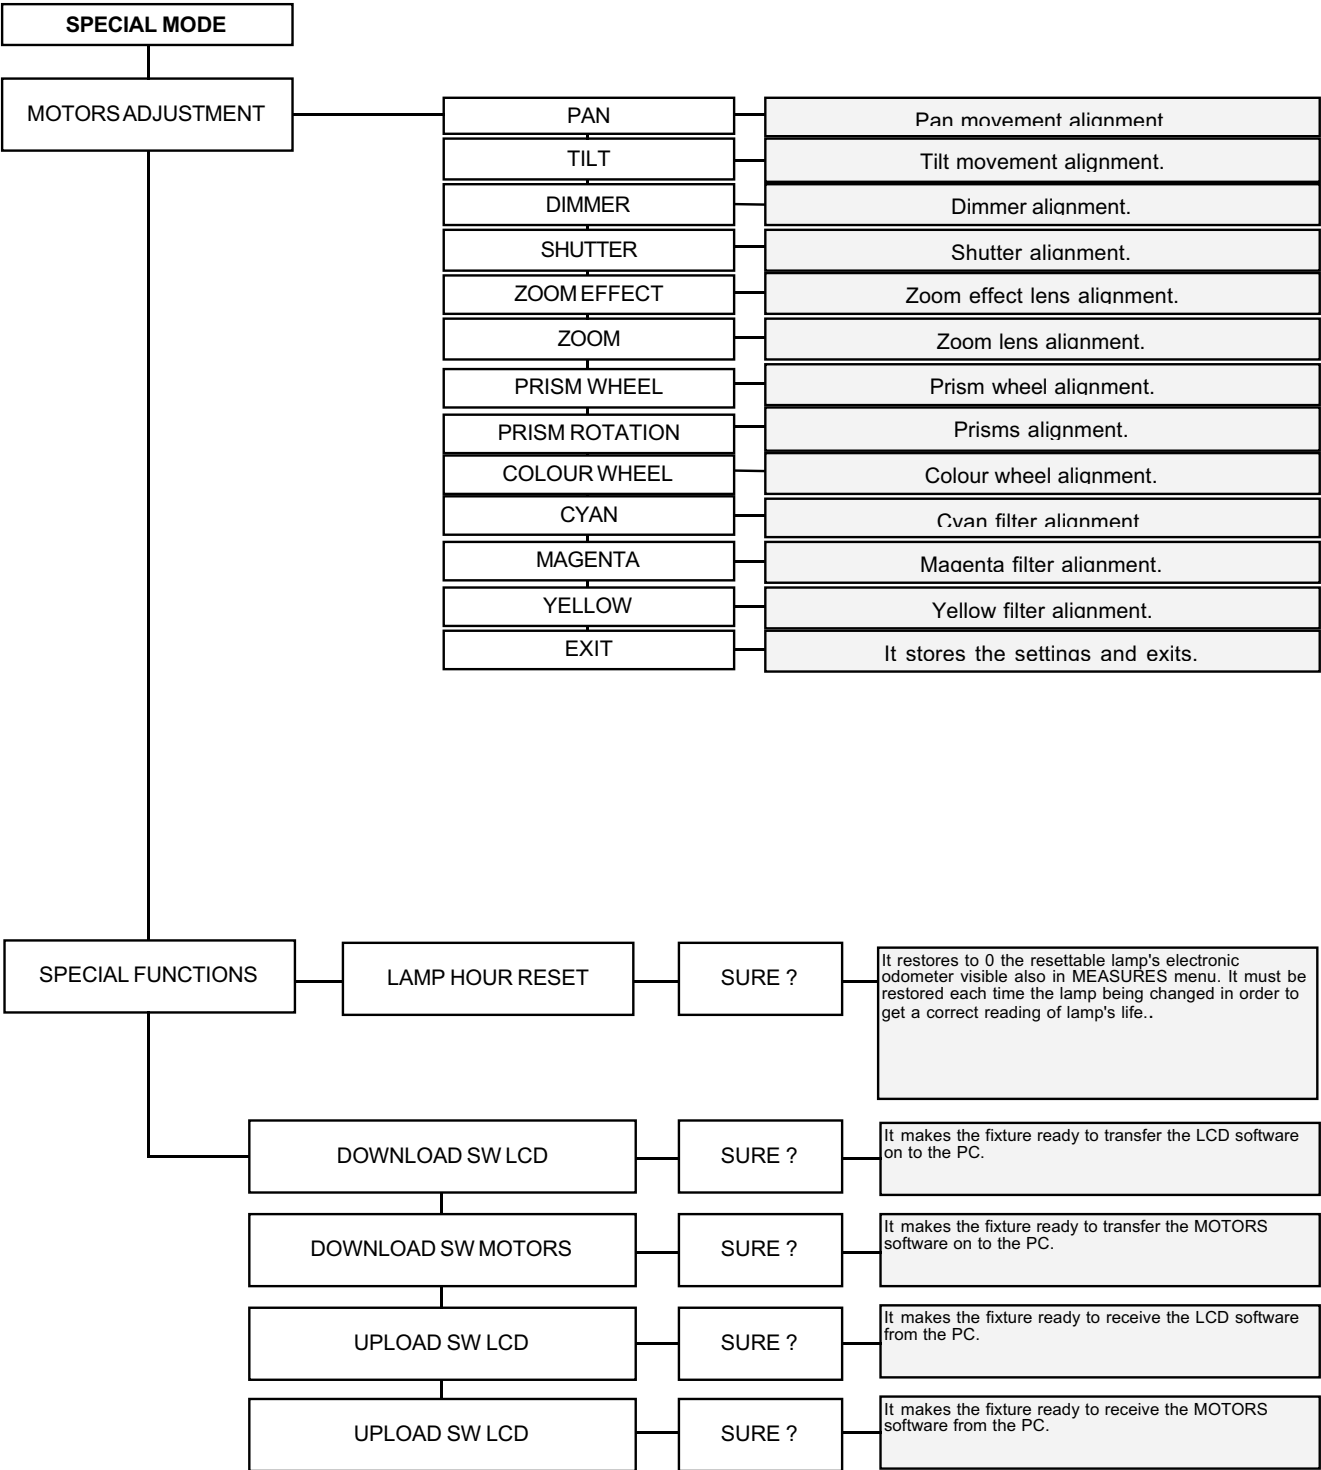 SPECIAL MODE
MOTORS ADJUSTMENT
PAN
Pan movement alignment
TILT
Tilt movement alignment.
DIMMER
Dimmer alignment.
SHUTTER
Shutter alignment.
ZOOM EFFECT
Zoom effect lens alignment.
ZOOM
Zoom lens alignment.
PRISM WHEEL
Prism wheel alignment.
PRISM ROTATION
Prisms alignment.
COLOUR WHEEL
Colour wheel alignment.
CYAN
Cyan filter alignment
MAGENTA
Magenta filter alignment.
YELLOW
Yellow filter alignment.
EXIT
It stores the settings and exits.
SPECIAL FUNCTIONS
LAMP HOUR RESET
SURE ?
It restores to 0 the resettable lamp's electronic
odometer visible also in MEASURES menu. It must be
restored each time the lamp being changed in order to
get a correct reading of lamp's life..
DOWNLOAD SW LCD
SURE ?
It makes the fixture ready to transfer the LCD software
on to the PC.
DOWNLOAD SW MOTORS
SURE ?
It makes the fixture ready to transfer the MOTORS
software on to the PC.
UPLOAD SW LCD
SURE ?
It makes the fixture ready to receive the LCD software
from the PC.
UPLOAD SW LCD
SURE ?
It makes the fixture ready to receive the MOTORS
software from the PC.